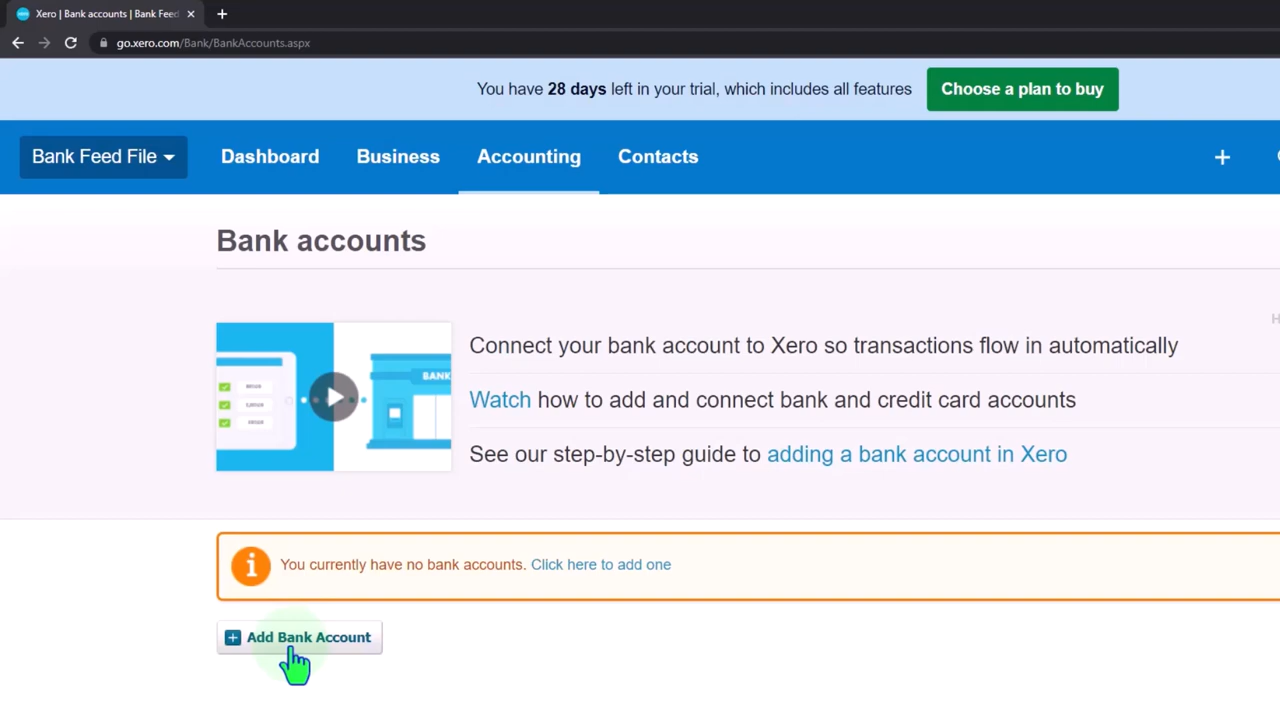 Xero | Bank accounts | Bank Feed
go.xero.com/Bank/BankAccounts.aspx
You have 28 days left in your trial, which includes all features
Choose a plan to buy
Bank Feed File
Dashboard
Business
Accounting
Contacts
Bank accounts
H
Connect your bank account to Xero so transactions flow in automatically
BANK
Watch how to add and connect bank and credit card accounts
See our step-by-step guide to adding a bank account in Xero
You currently have no bank accounts. Click here to add one
Add Bank Account